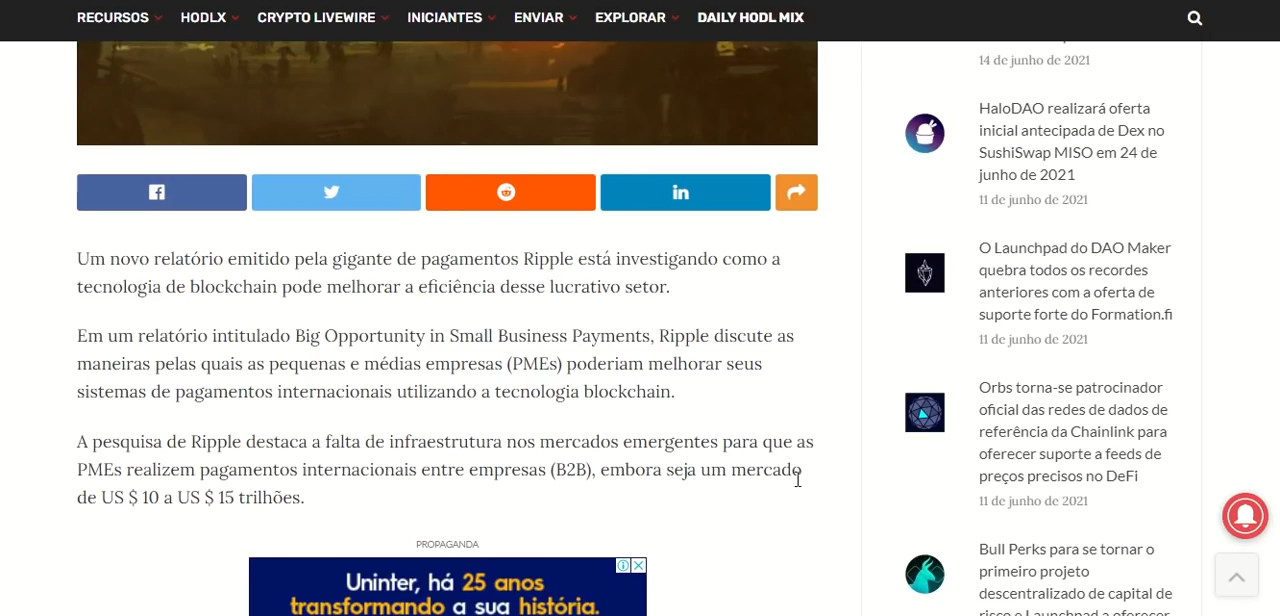 RECURSOS HODLX CRYPTO LIVEWIRE INICIANTES ENVIAR EXPLORAR DAILY HODL MIX
Um novo relatório emitido pela gigante de pagamentos Ripple está investigando como a
tecnologia de blockchain pode melhorar a eficiência desse lucrativo setor.
Em um relatório intitulado Big Opportunity in Small Business Payments, Ripple discute as
maneiras pelas quais as pequenas e médias empresas (PMEs) poderiam melhorar seus
sistemas de pagamentos internacionais utilizando a tecnologia blockchain.
A pesquisa de Ripple destaca a falta de infraestrutura nos mercados emergentes para que as
PMEs realizem pagamentos internacionais entre empresas (B2B), embora seja um mercado
de US $ 10 a US $ 15 trilhões.
PROPAGANDA
Uninter, há 25 anos
transformando a sua história.
14 de junho de 2021
HaloDAO realizará oferta
inicial antecipada de Dex no
SushiSwap MISO em 24 de
junho de 2021
11 de junho de 2021
O Launchpad do DAO Maker
quebra todos os recordes
anteriores com a oferta de
suporte forte do Formation.fi
11 de junho de 2021
Orbs torna-se patrocinador
oficial das redes de dados de
referência da Chainlink para
oferecer suporte a feeds de
preços precisos no DeFi
11 de junho de 2021
Bull Perks para se tornar o
primeiro projeto
descentralizado de capital de
risco e Launchpad a oferecer